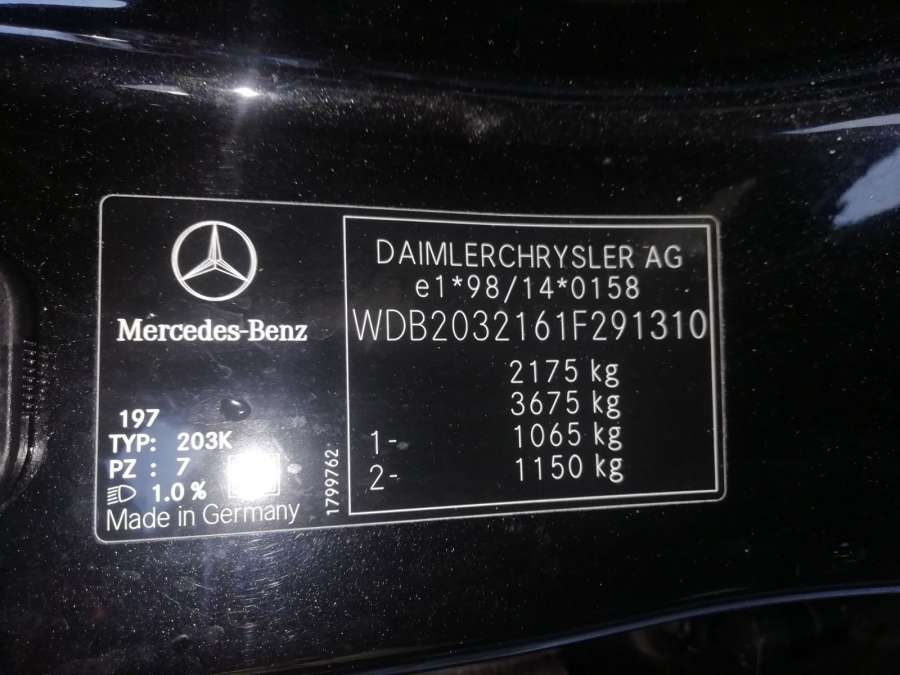 Mercedes-Benz
197
TYP: 203K
PZ : 7
1.0 %
Made in Germany
1799762
DAIMLERCHRYSLER AG
e1*98/14*0158
WDB2032161F291310
2175 kg
3675 kg
1- 1065 kg
2- 1150 kg